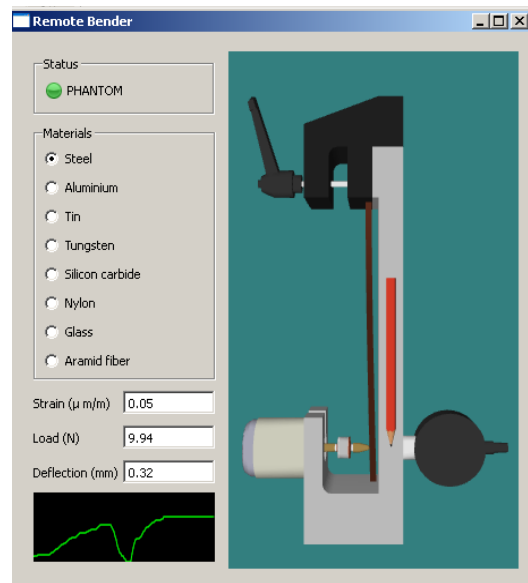 Remote Bender
Status
PHANTOM
Materials
Steel
Aluminium
Tin
Tungsten
Silicon carbide
Nylon
Glass
Aramid fiber
Strain (μ m/m) 0.05
Load (N) 9.94
Deflection (mm) 0.32